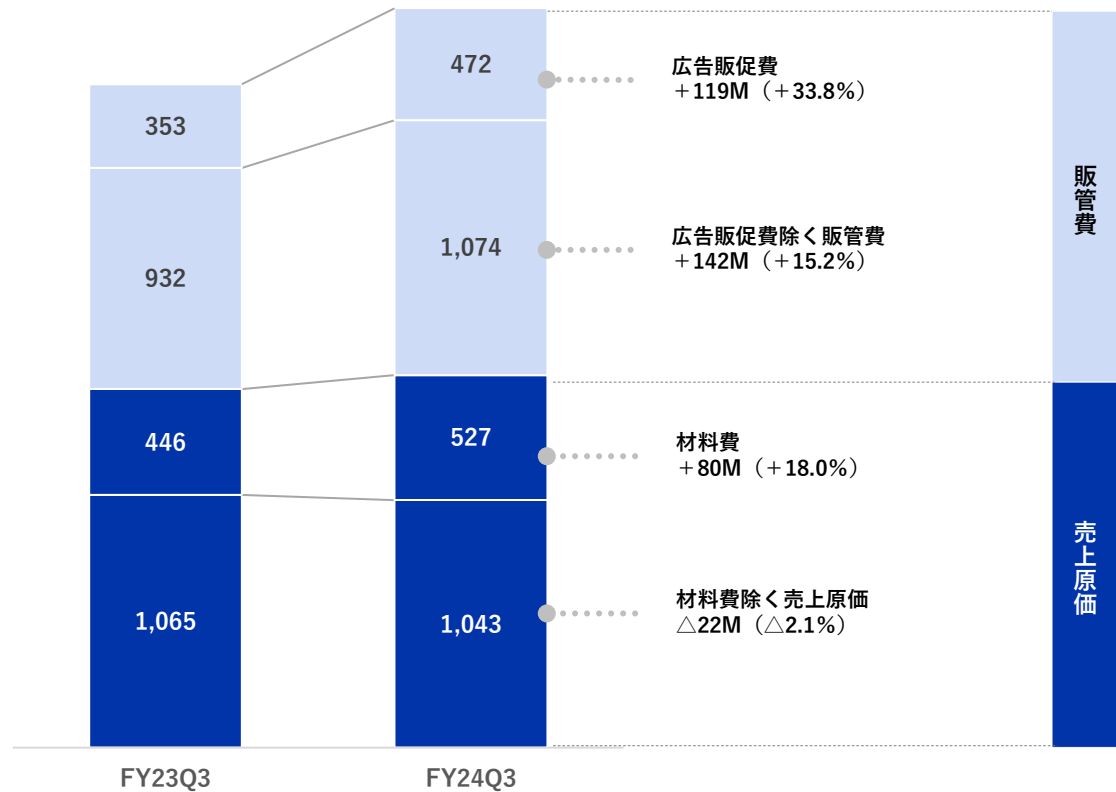 353
932
446
1,065
FY23Q3
472
1,074
527
1,043
FY24Q3
広告販促費
＋119M（＋33.8%）
広告販促費除く販管費
＋142M（＋15.2%）
材料費
＋80M（＋18.0%）
材料費除く売上原価
△22M（△2.1%）
販管費
売上原価